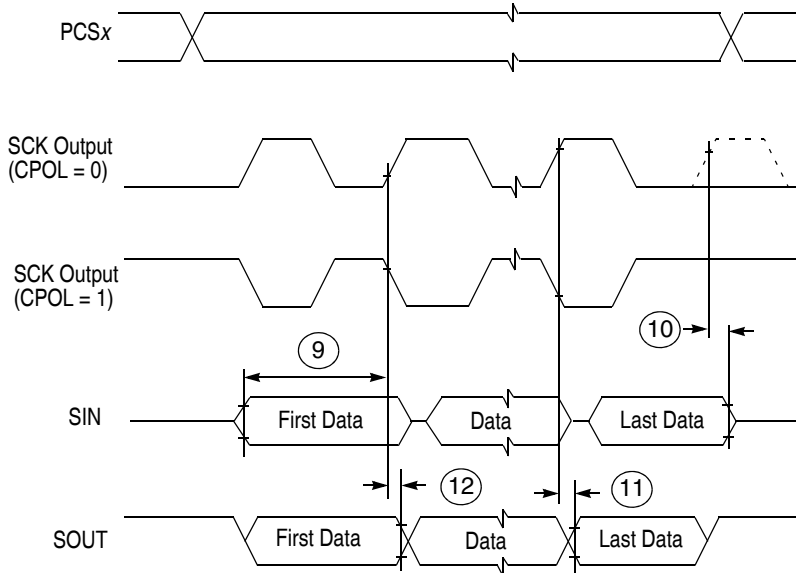 PCSx
SCK Output
(CPOL = 0)
SCK Output
(CPOL = 1)
10
9
SIN
First Data
Data
Last Data
12
11
SOUT
First Data
Data
Last Data